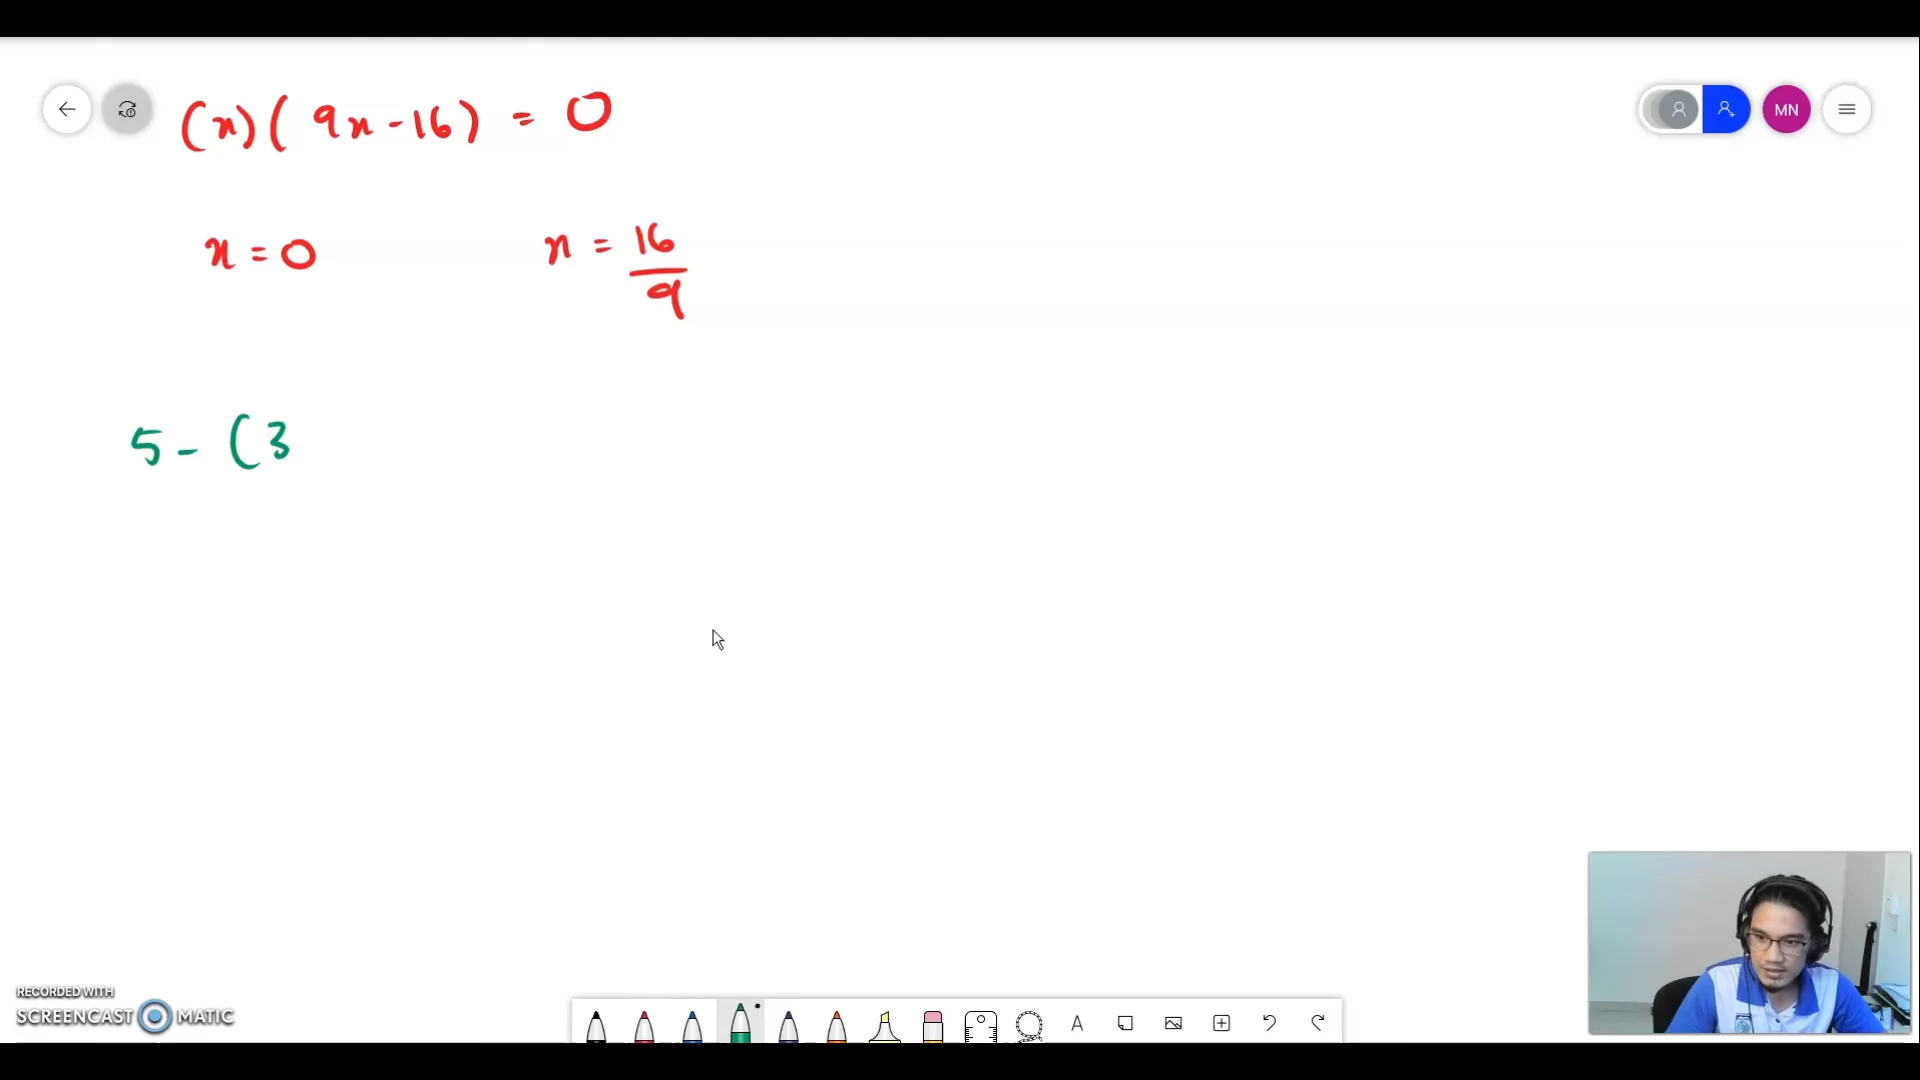 (x)(9x-16) = 0
MN
x = 0 x = 16/9
5 - (3
RECORDED WITH
SCREENCAST MATIC
A